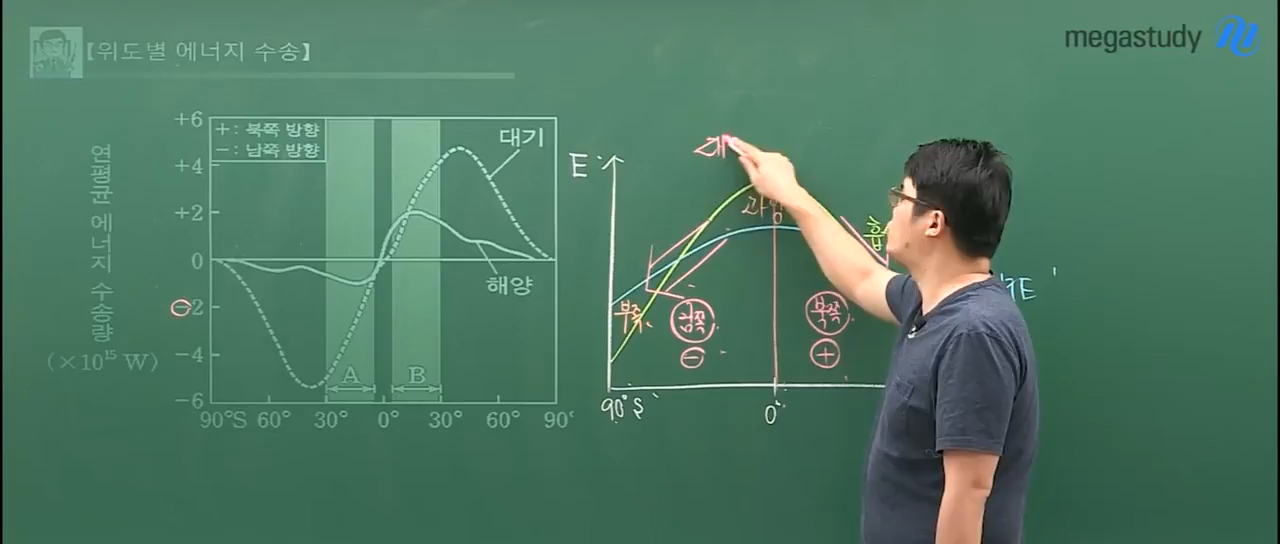 megastudy
【위도별 에너지 수송】
연평균 에너지 수송량
(×10¹⁵ W)
+6
+4
+2
0
-2
-4
-6
+ : 북쪽 방향
- : 남쪽 방향
대기
해양
A
B
90°S 60° 30° 0° 30° 60° 90°
⊖
E
과잉
부족
남쪽
⊖
북쪽
⊕
90°S
0°
E